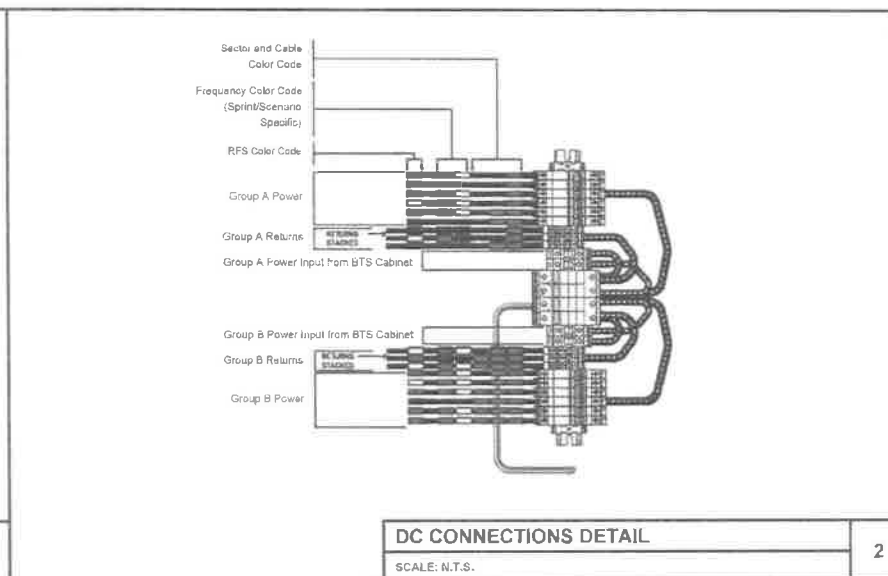 Sector and Cable
Color Code
Frequency Color Code
(Sprint/Scenario
Specific)
RFS Color Code
Group A Power
Group A Returns
RETURNS
STACKED
Group A Power Input from BTS Cabinet
Group B Power Input from BTS Cabinet
Group B Returns
RETURNS
STACKED
Group B Power
DC CONNECTIONS DETAIL
2
SCALE: N.T.S.